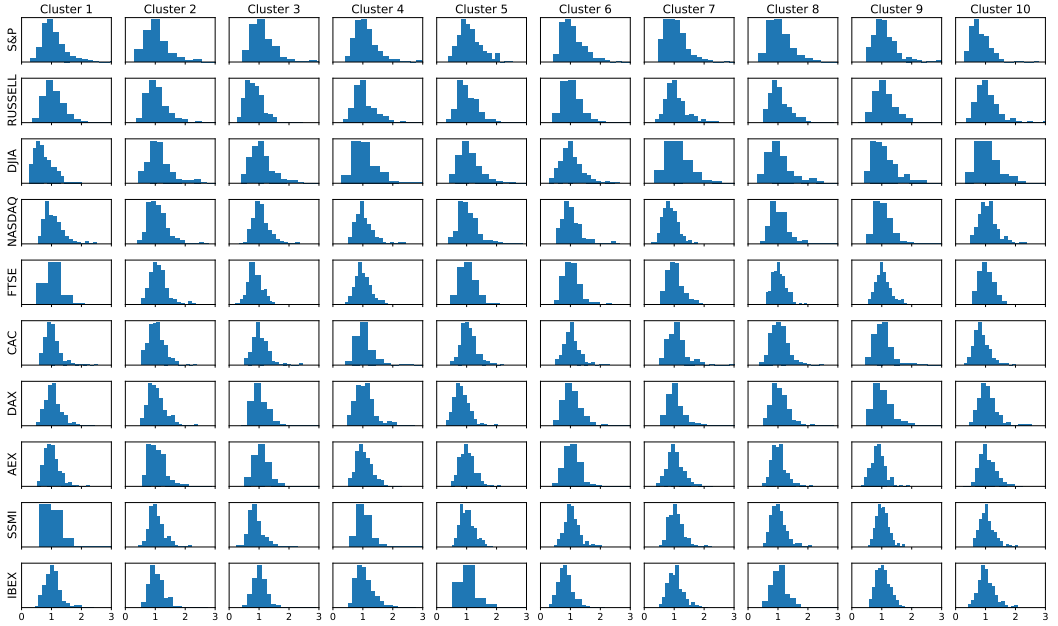 Cluster 1 Cluster 2 Cluster 3 Cluster 4 Cluster 5 Cluster 6 Cluster 7 Cluster 8 Cluster 9 Cluster 10
S&P
RUSSELL
DJIA
NASDAQ
FTSE
CAC
DAX
AEX
SSMI
IBEX
0 1 2 3 0 1 2 3 0 1 2 3 0 1 2 3 0 1 2 3 0 1 2 3 0 1 2 3 0 1 2 3 0 1 2 3 0 1 2 3